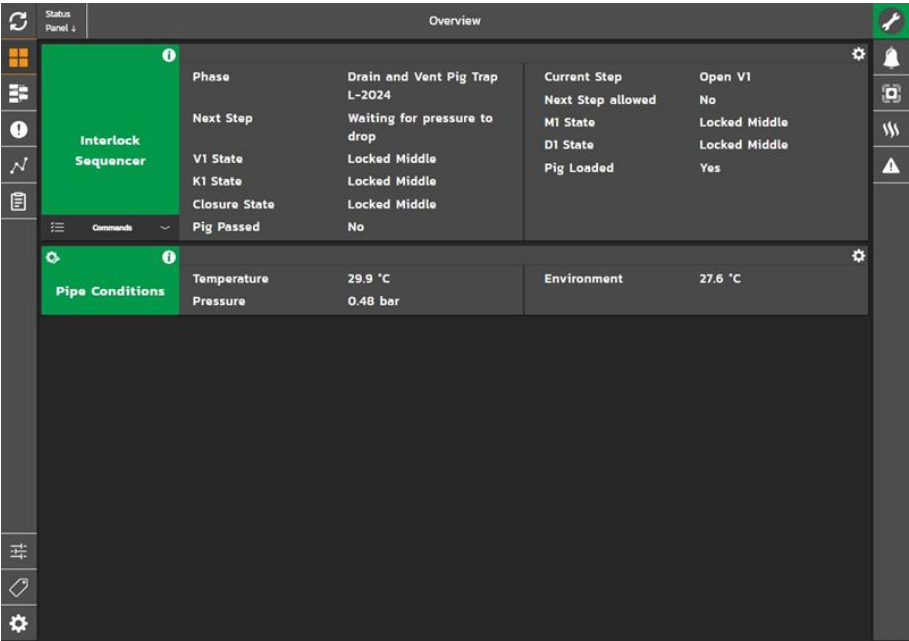 Status
Panel ↓
Overview
Interlock
Sequencer
Commands
Phase
Drain and Vent Pig Trap
L-2024
Next Step
Waiting for pressure to
drop
V1 State
Locked Middle
K1 State
Locked Middle
Closure State
Locked Middle
Pig Passed
No
Current Step
Open V1
Next Step allowed
No
M1 State
Locked Middle
D1 State
Locked Middle
Pig Loaded
Yes
Pipe Conditions
Temperature
29.9 °C
Pressure
0.48 bar
Environment
27.6 °C